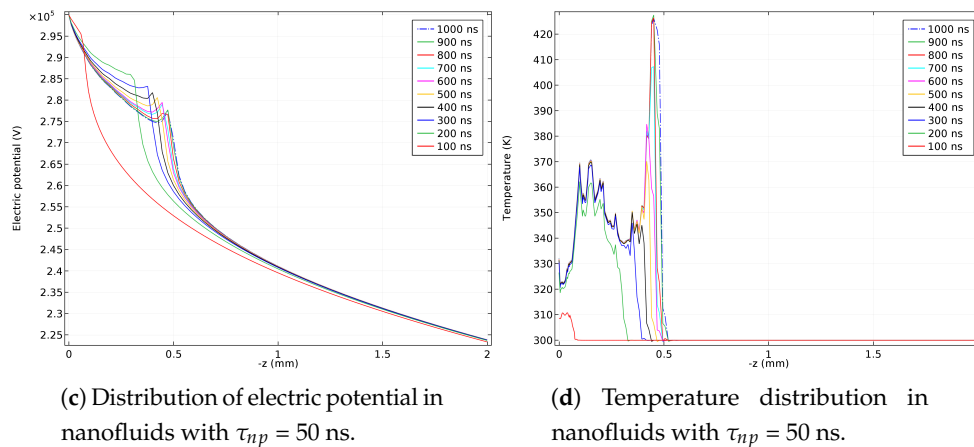 ×10⁵
2.95
2.9
2.85
2.8
2.75
2.7
2.65
2.6
2.55
2.5
2.45
2.4
2.35
2.3
2.25
Electric potential (V)
0
0.5
1
1.5
2
-z (mm)
1000 ns
900 ns
800 ns
700 ns
600 ns
500 ns
400 ns
300 ns
200 ns
100 ns
420
410
400
390
380
370
360
350
340
330
320
310
300
Temperature (K)
0
0.5
1
1.5
-z (mm)
1000 ns
900 ns
800 ns
700 ns
600 ns
500 ns
400 ns
300 ns
200 ns
100 ns
(c) Distribution of electric potential in
nanofluids with τnp = 50 ns.
(d) Temperature distribution in
nanofluids with τnp = 50 ns.